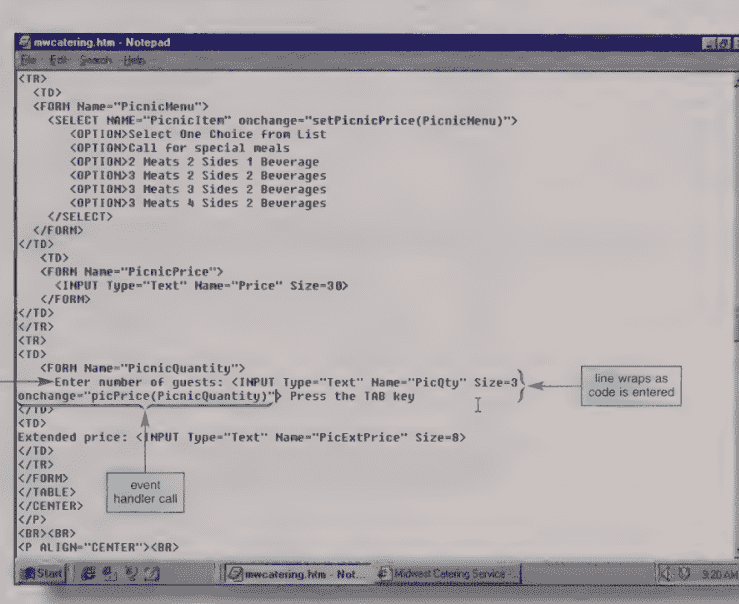 mwcatering.htm - Notepad
File Edit Search Help
<TR>
<TD>
<FORM Name="PicnicMenu">
<SELECT NAME="PicnicItem" onchange="setPicnicPrice(PicnicMenu)">
<OPTION>Select One Choice from List
<OPTION>Call for special meals
<OPTION>2 Meats 2 Sides 1 Beverage
<OPTION>3 Meats 2 Sides 2 Beverages
<OPTION>3 Meats 3 Sides 2 Beverages
<OPTION>3 Meats 4 Sides 2 Beverages
</SELECT>
</FORM>
</TD>
<TD>
<FORM Name="PicnicPrice">
<INPUT Type="Text" Name="Price" Size=30>
</FORM>
</TD>
</TR>
<TR>
<TD>
<FORM Name="PicnicQuantity">
Enter number of guests: <INPUT Type="Text" Name="PicQty" Size=3
onchange="picPrice(PicnicQuantity)"> Press the TAB key
line wraps as
code is entered
</TD>
<TD>
Extended price: <INPUT Type="Text" Name="PicExtPrice" Size=8>
</TD>
</TR>
</FORM>
event
handler call
</TABLE>
</CENTER>
</P>
<BR><BR>
<P ALIGN="CENTER"><BR>
Start
mwcatering.htm - Not...
Midwest Catering Service - ...
9:20 AM